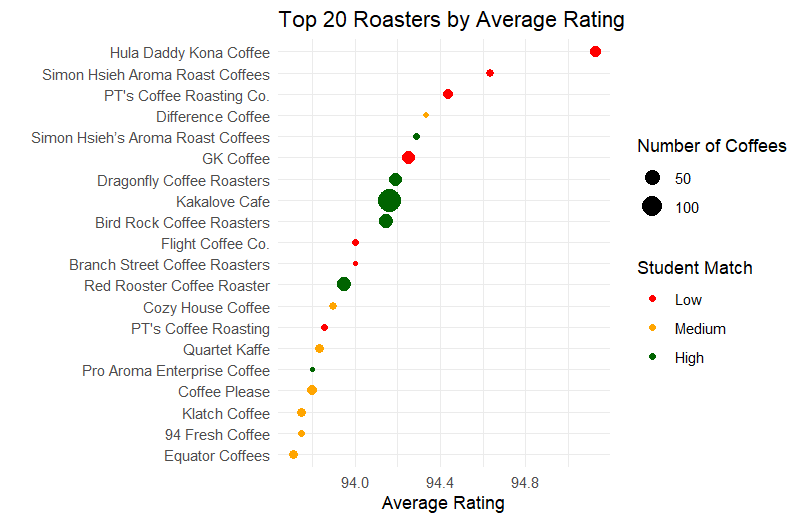 Top 20 Roasters by Average Rating
Hula Daddy Kona Coffee
Simon Hsieh Aroma Roast Coffees
PT's Coffee Roasting Co.
Difference Coffee
Simon Hsieh's Aroma Roast Coffees
GK Coffee
Dragonfly Coffee Roasters
Kakalove Cafe
Bird Rock Coffee Roasters
Flight Coffee Co.
Branch Street Coffee Roasters
Red Rooster Coffee Roaster
Cozy House Coffee
PT's Coffee Roasting
Quartet Kaffe
Pro Aroma Enterprise Coffee
Coffee Please
Klatch Coffee
94 Fresh Coffee
Equator Coffees
94.0 94.4 94.8
Average Rating
Number of Coffees
50
100
Student Match
Low
Medium
High